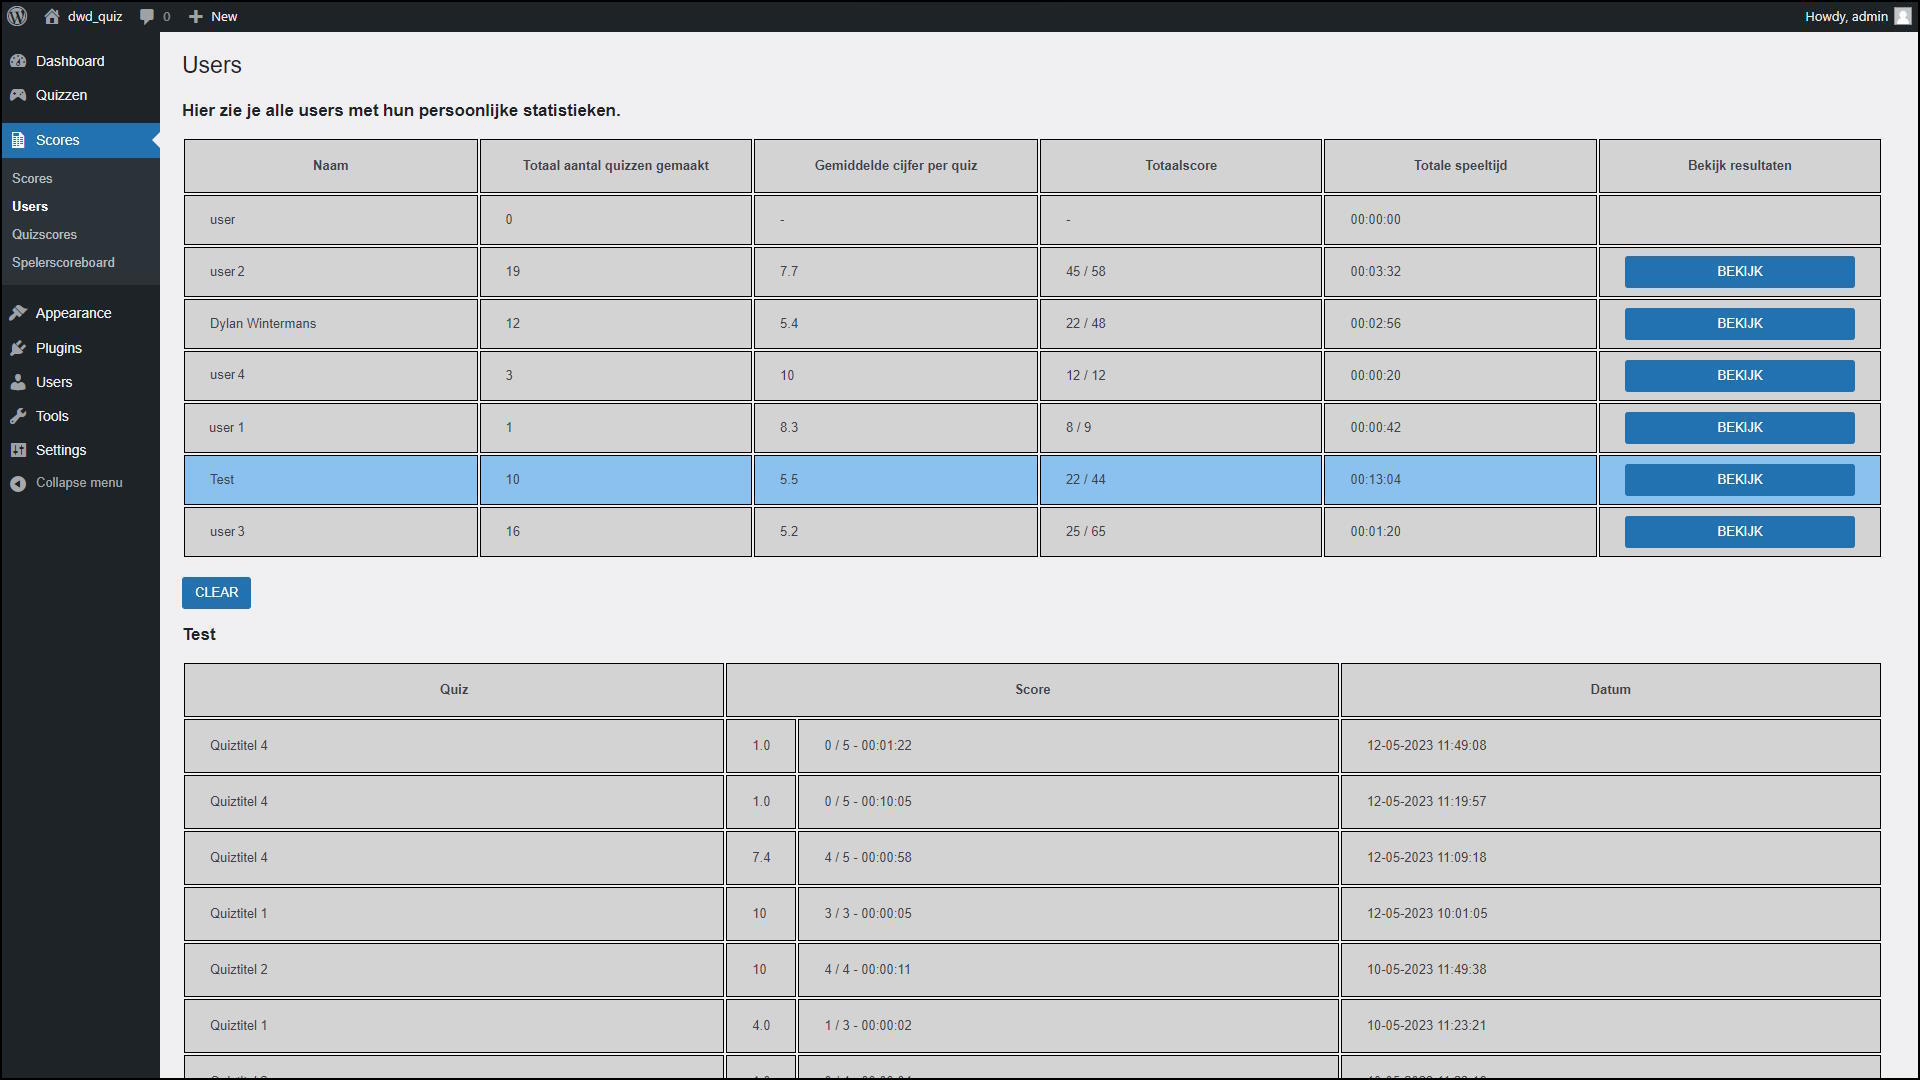 dwd_quiz 0 New Howdy, admin
Dashboard
Quizzen
Scores
Scores
Users
Quizscores
Spelerscoreboard
Appearance
Plugins
Users
Tools
Settings
Collapse menu
Users
Hier zie je alle users met hun persoonlijke statistieken.
Naam Totaal aantal quizzen gemaakt Gemiddelde cijfer per quiz Totaalscore Totale speeltijd Bekijk resultaten
user 0 - - 00:00:00
user 2 19 7.7 45 / 58 00:03:32 BEKIJK
Dylan Wintermans 12 5.4 22 / 48 00:02:56 BEKIJK
user 4 3 10 12 / 12 00:00:20 BEKIJK
user 1 1 8.3 8 / 9 00:00:42 BEKIJK
Test 10 5.5 22 / 44 00:13:04 BEKIJK
user 3 16 5.2 25 / 65 00:01:20 BEKIJK
CLEAR
Test
Quiz Score Datum
Quiztitel 4 1.0 0 / 5 - 00:01:22 12-05-2023 11:49:08
Quiztitel 4 1.0 0 / 5 - 00:10:05 12-05-2023 11:19:57
Quiztitel 4 7.4 4 / 5 - 00:00:58 12-05-2023 11:09:18
Quiztitel 1 10 3 / 3 - 00:00:05 12-05-2023 10:01:05
Quiztitel 2 10 4 / 4 - 00:00:11 10-05-2023 11:49:38
Quiztitel 1 4.0 1 / 3 - 00:00:02 10-05-2023 11:23:21